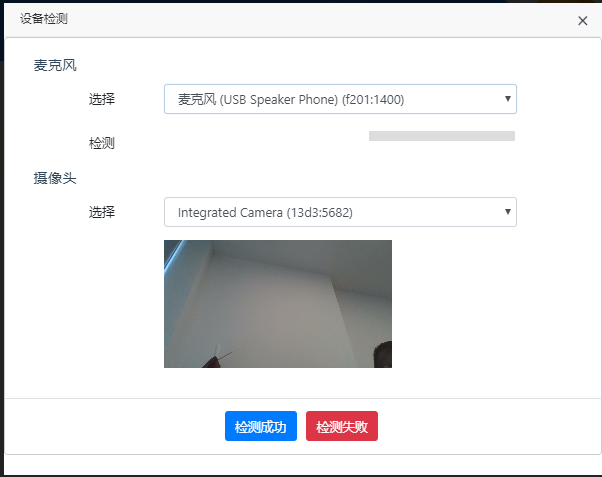 设备检测
×
麦克风
选择 麦克风 (USB Speaker Phone) (f201:1400)
检测
摄像头
选择 Integrated Camera (13d3:5682)
检测成功 检测失败